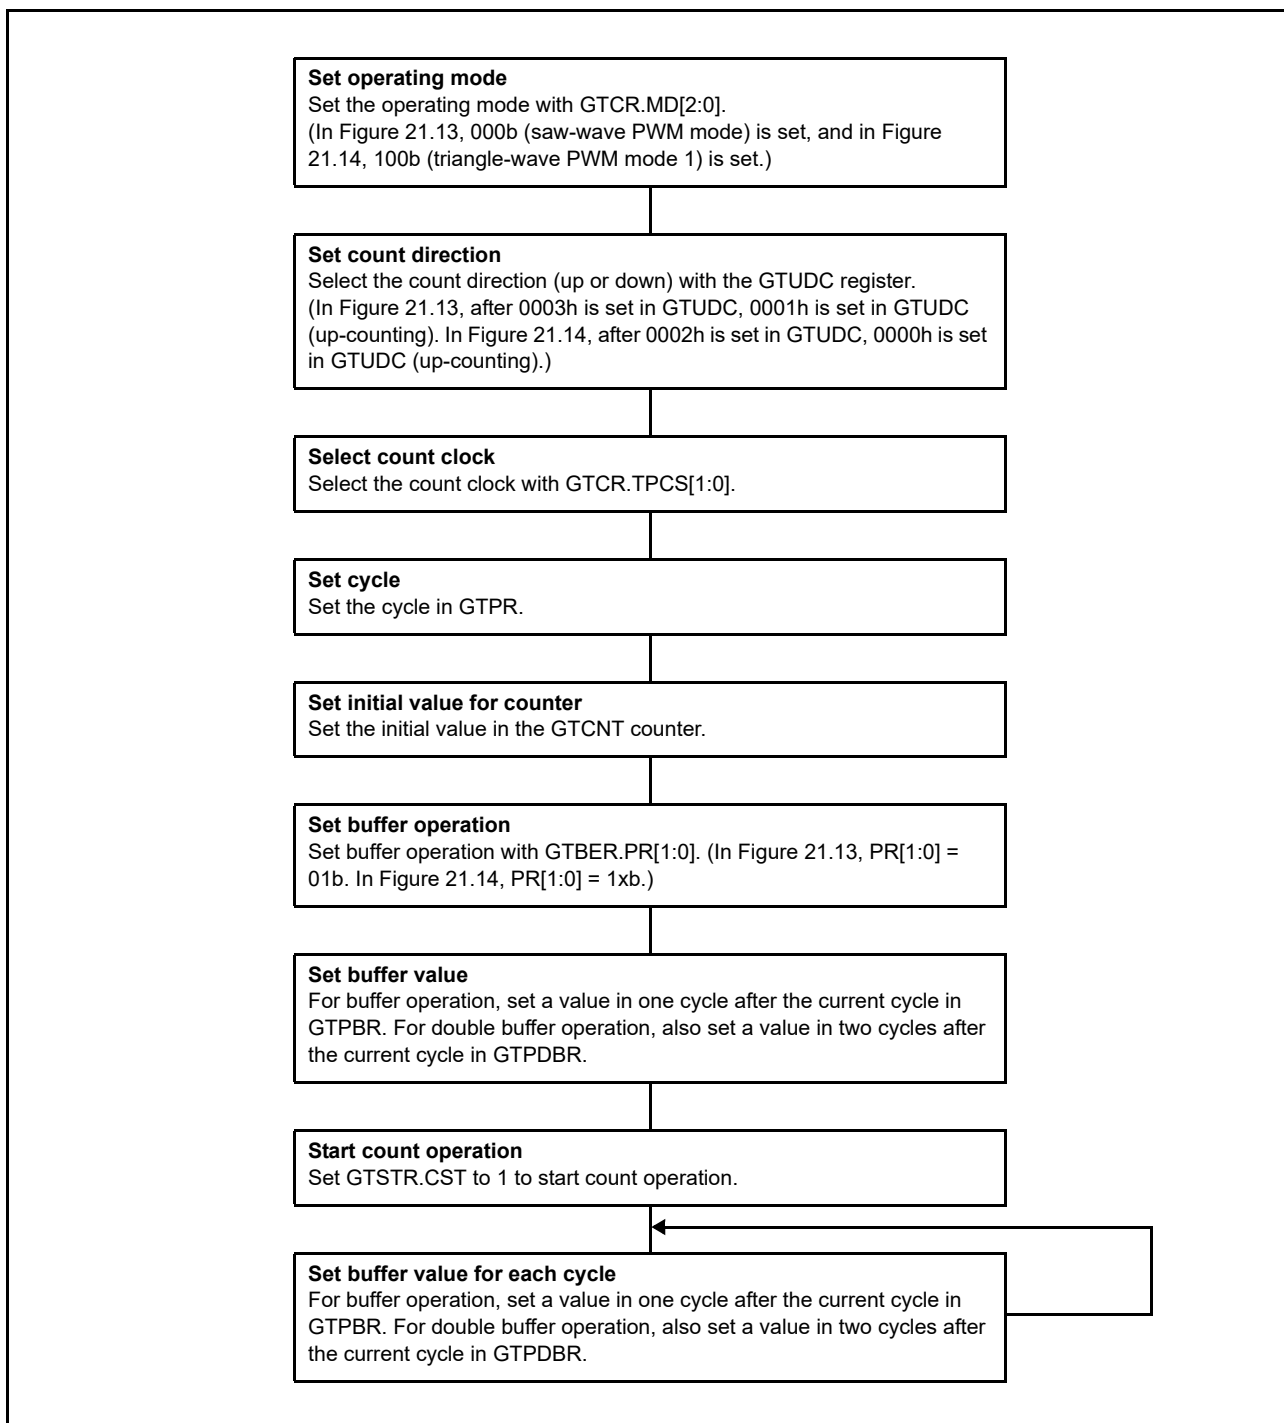 Set operating mode
Set the operating mode with GTCR.MD[2:0].
(In Figure 21.13, 000b (saw-wave PWM mode) is set, and in Figure
21.14, 100b (triangle-wave PWM mode 1) is set.)
Set count direction
Select the count direction (up or down) with the GTUDC register.
(In Figure 21.13, after 0003h is set in GTUDC, 0001h is set in GTUDC
(up-counting). In Figure 21.14, after 0002h is set in GTUDC, 0000h is set
in GTUDC (up-counting).)
Select count clock
Select the count clock with GTCR.TPCS[1:0].
Set cycle
Set the cycle in GTPR.
Set initial value for counter
Set the initial value in the GTCNT counter.
Set buffer operation
Set buffer operation with GTBER.PR[1:0]. (In Figure 21.13, PR[1:0] =
01b. In Figure 21.14, PR[1:0] = 1xb.)
Set buffer value
For buffer operation, set a value in one cycle after the current cycle in
GTPBR. For double buffer operation, also set a value in two cycles after
the current cycle in GTPDBR.
Start count operation
Set GTSTR.CST to 1 to start count operation.
Set buffer value for each cycle
For buffer operation, set a value in one cycle after the current cycle in
GTPBR. For double buffer operation, also set a value in two cycles after
the current cycle in GTPDBR.